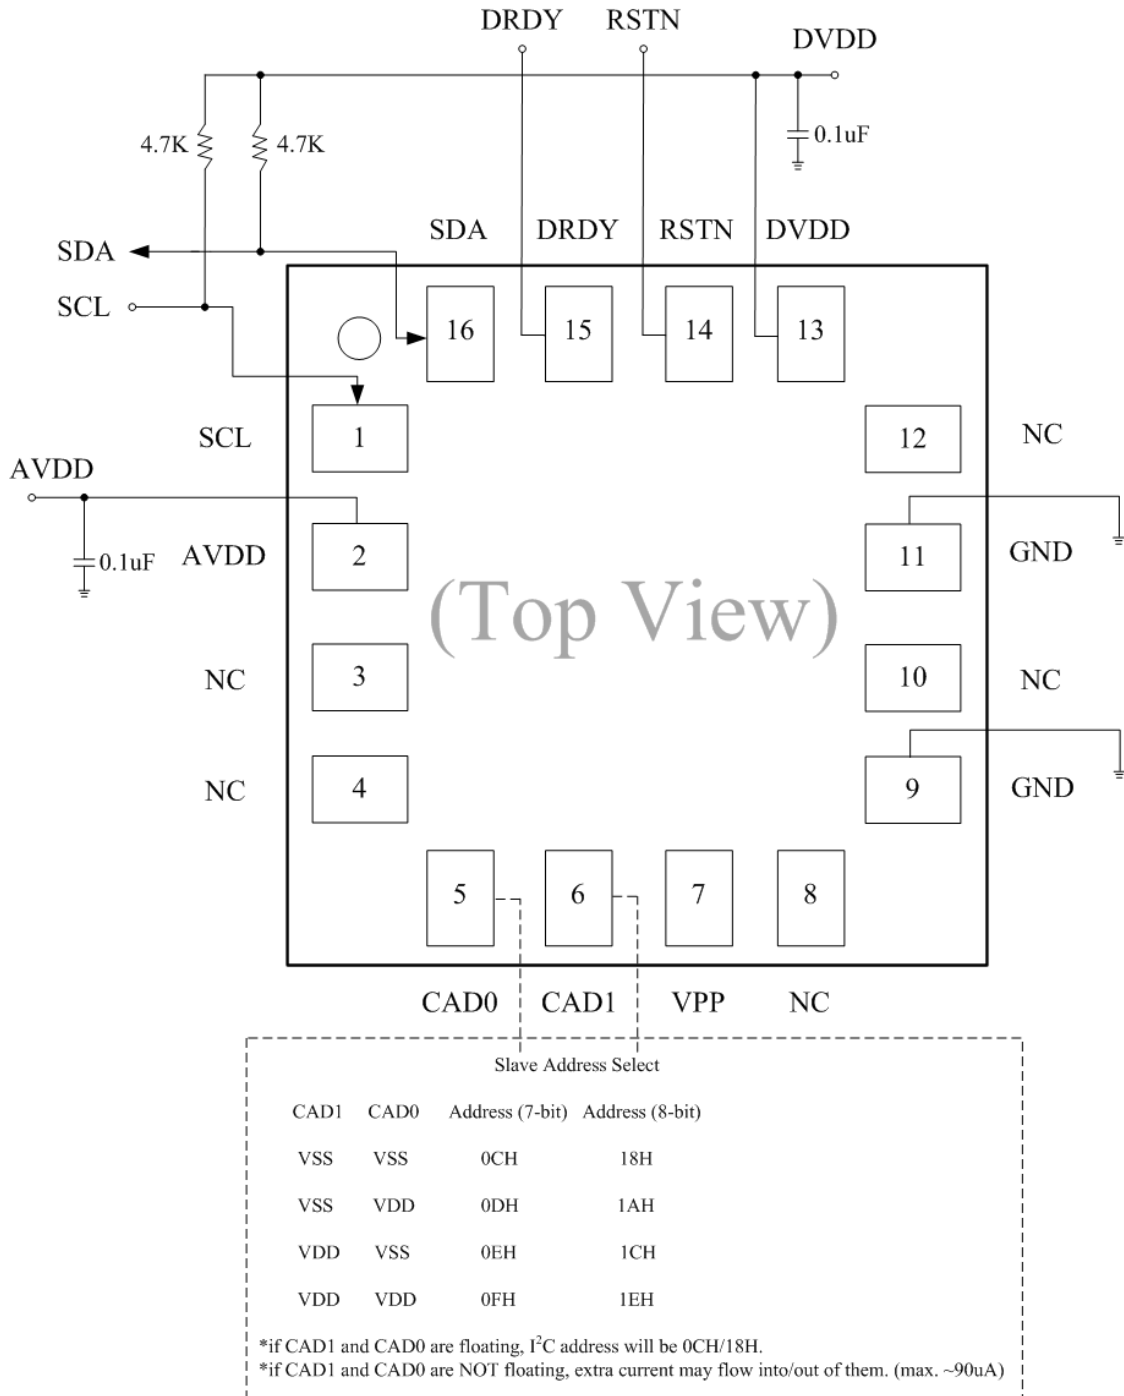 DRDY RSTN
DVDD
4.7K 4.7K 0.1uF
SDA DRDY RSTN DVDD
SDA
SCL
16 15 14 13
SCL 1 12 NC
AVDD
0.1uF AVDD 2 11 GND
(Top View)
NC 3 10 NC
NC 4 9 GND
5 6 7 8
CAD0 CAD1 VPP NC
Slave Address Select
CAD1 CAD0 Address (7-bit) Address (8-bit)
VSS VSS 0CH 18H
VSS VDD 0DH 1AH
VDD VSS 0EH 1CH
VDD VDD 0FH 1EH
*if CAD1 and CAD0 are floating, I²C address will be 0CH/18H.
*if CAD1 and CAD0 are NOT floating, extra current may flow into/out of them. (max. ~90uA)